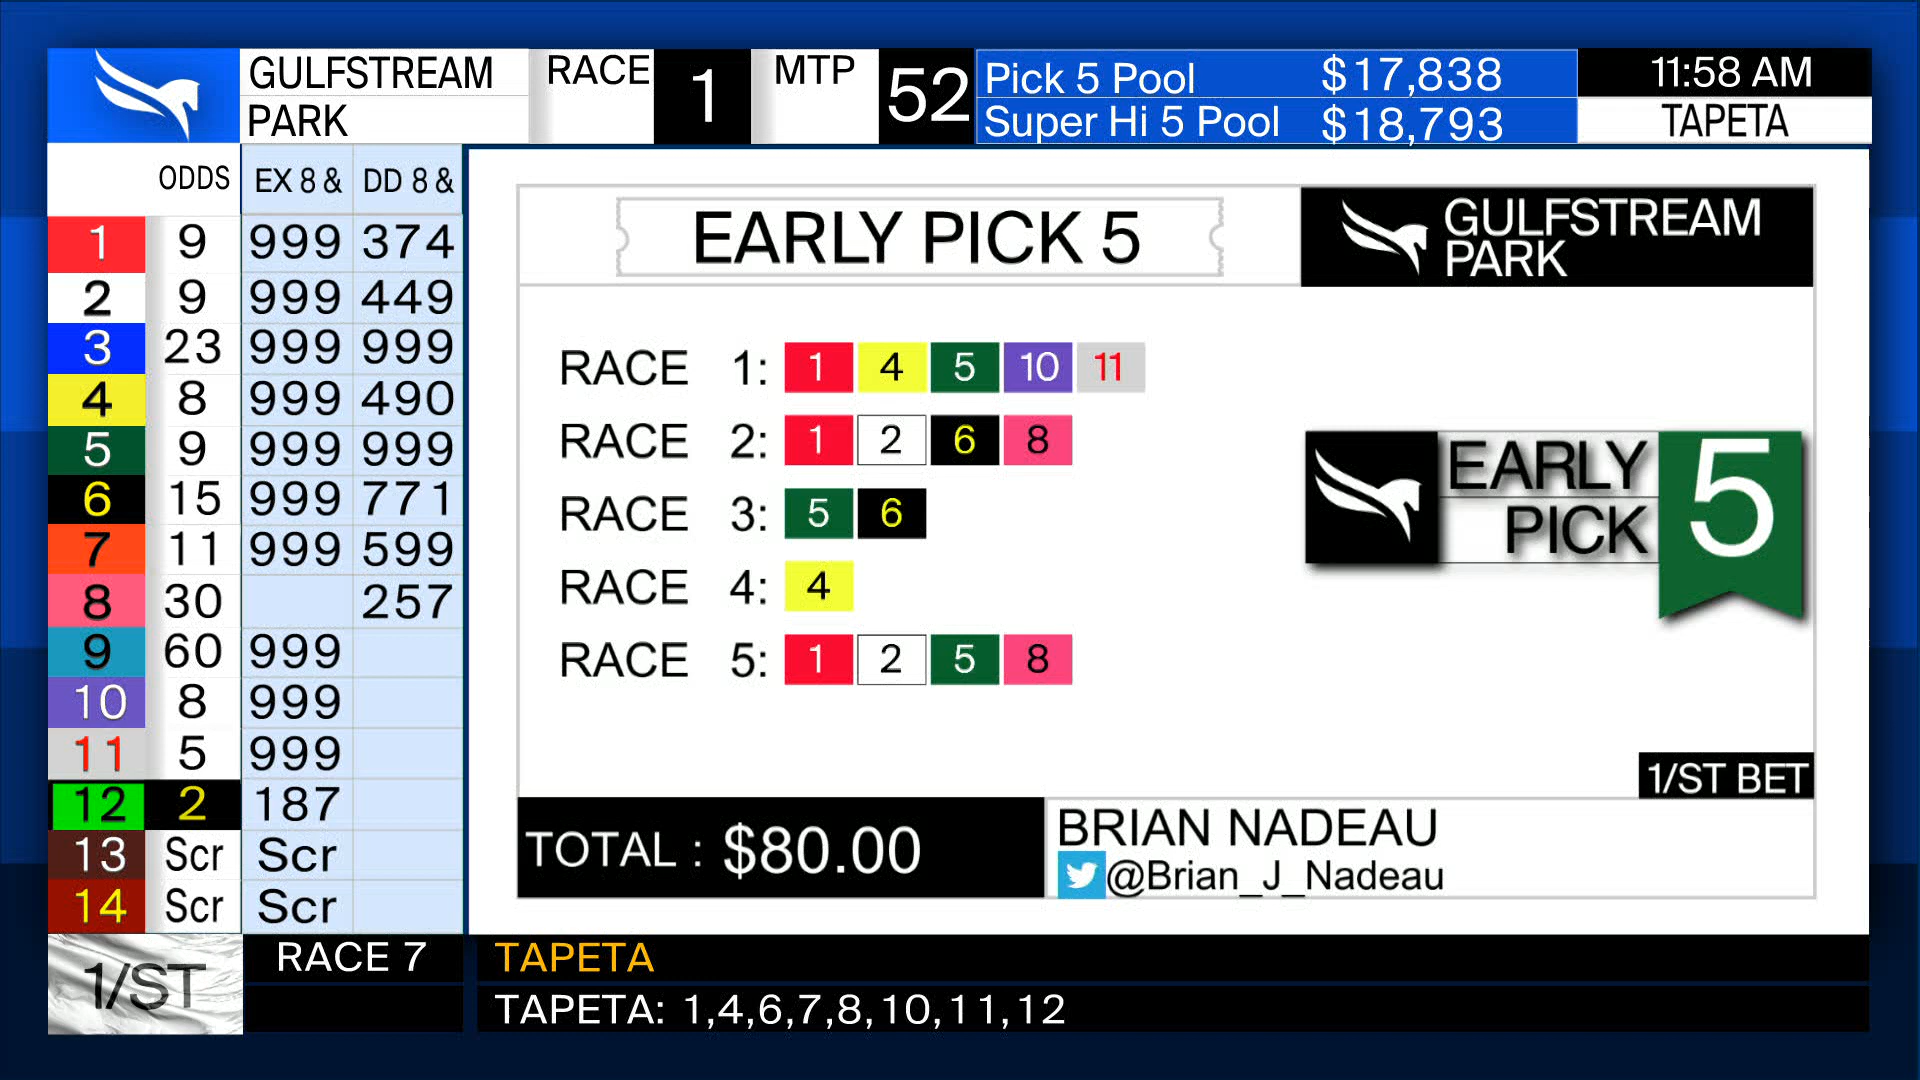 GULFSTREAM PARK RACE 1 MTP 52 Pick 5 Pool $17,838 11:58 AM
Super Hi 5 Pool $18,793 TAPETA
ODDS EX 8 & DD 8 &
1 9 999 374
2 9 999 449
3 23 999 999
4 8 999 490
5 9 999 999
6 15 999 771
7 11 999 599
8 30 257
9 60 999
10 8 999
11 5 999
12 2 187
13 Scr Scr
14 Scr Scr
EARLY PICK 5
GULFSTREAM
PARK
RACE 1: 1 4 5 10 11
RACE 2: 1 2 6 8
RACE 3: 5 6
RACE 4: 4
RACE 5: 1 2 5 8
EARLY
PICK 5
1/ST BET
TOTAL : $80.00
BRIAN NADEAU
@Brian_J_Nadeau
1/ST
RACE 7
TAPETA
TAPETA: 1,4,6,7,8,10,11,12